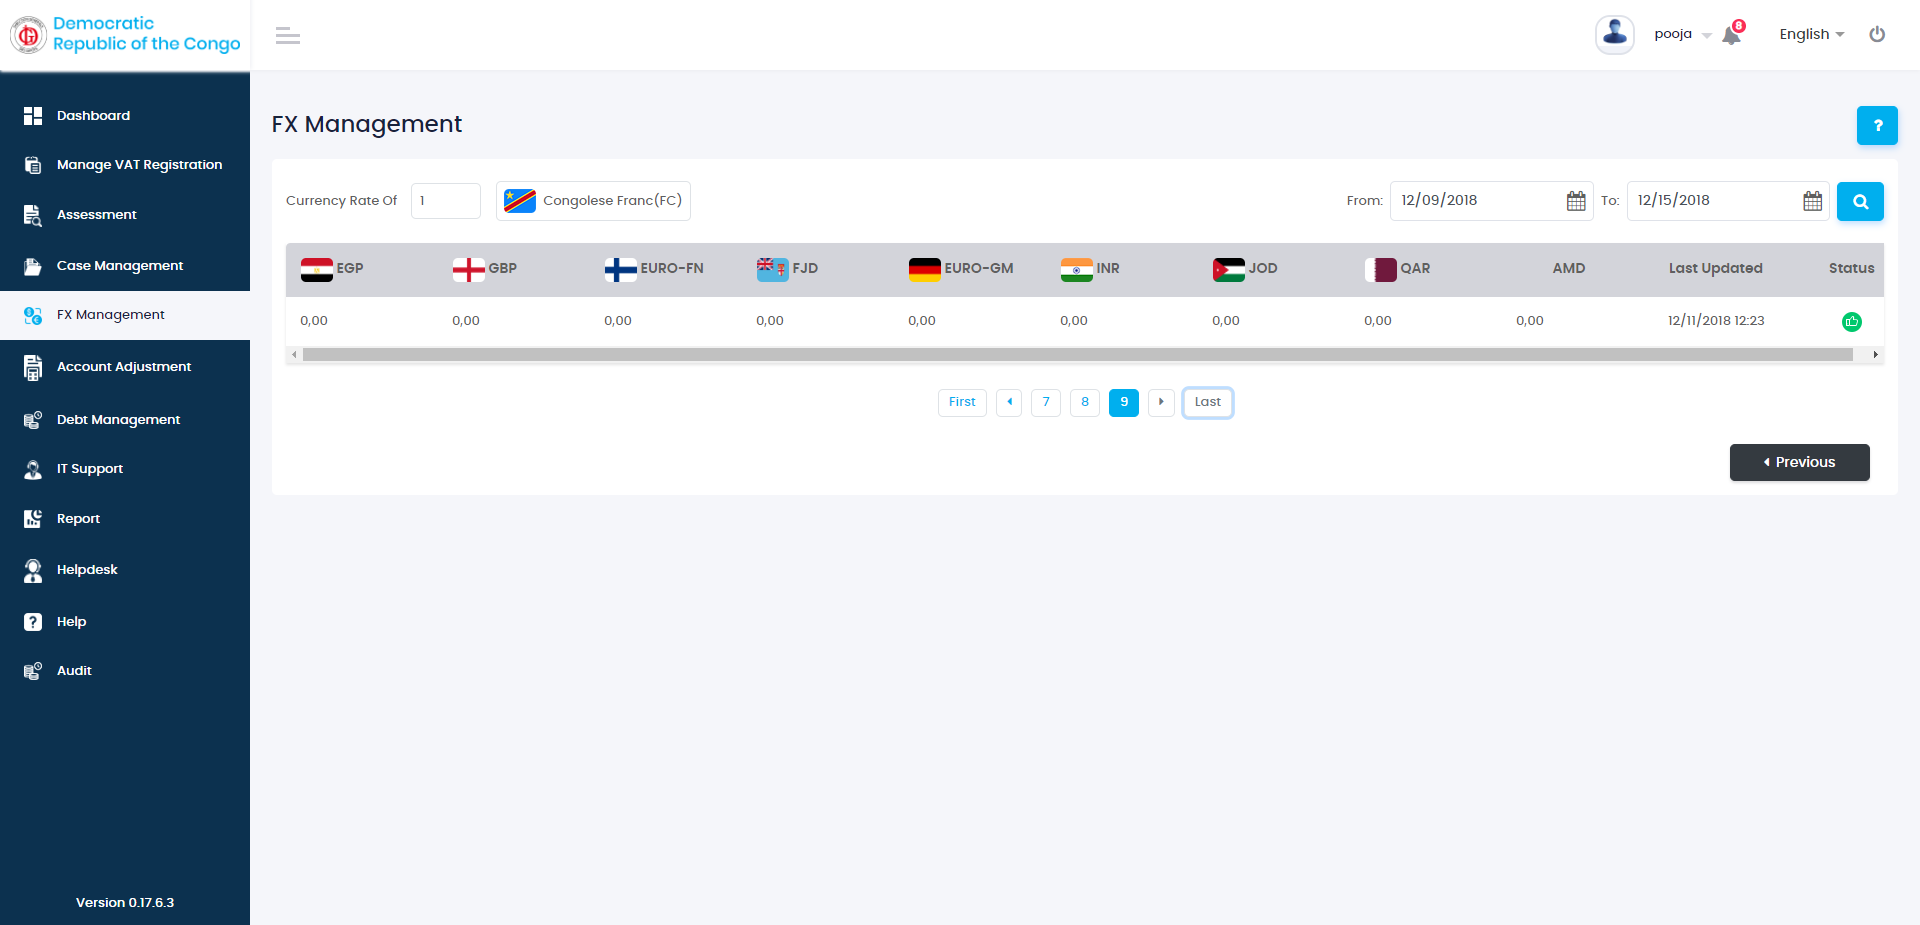 Democratic
Republic of the Congo
pooja
8
English
Dashboard
Manage VAT Registration
Assessment
Case Management
FX Management
Account Adjustment
Debt Management
IT Support
Report
Helpdesk
Help
Audit
Version 0.17.6.3
FX Management
?
Currency Rate Of 1 Congolese Franc(FC) From: 12/09/2018 To: 12/15/2018
EGP GBP EURO-FN FJD EURO-GM INR JOD QAR AMD Last Updated Status
0,00 0,00 0,00 0,00 0,00 0,00 0,00 0,00 0,00 12/11/2018 12:23
First 7 8 9 Last
Previous